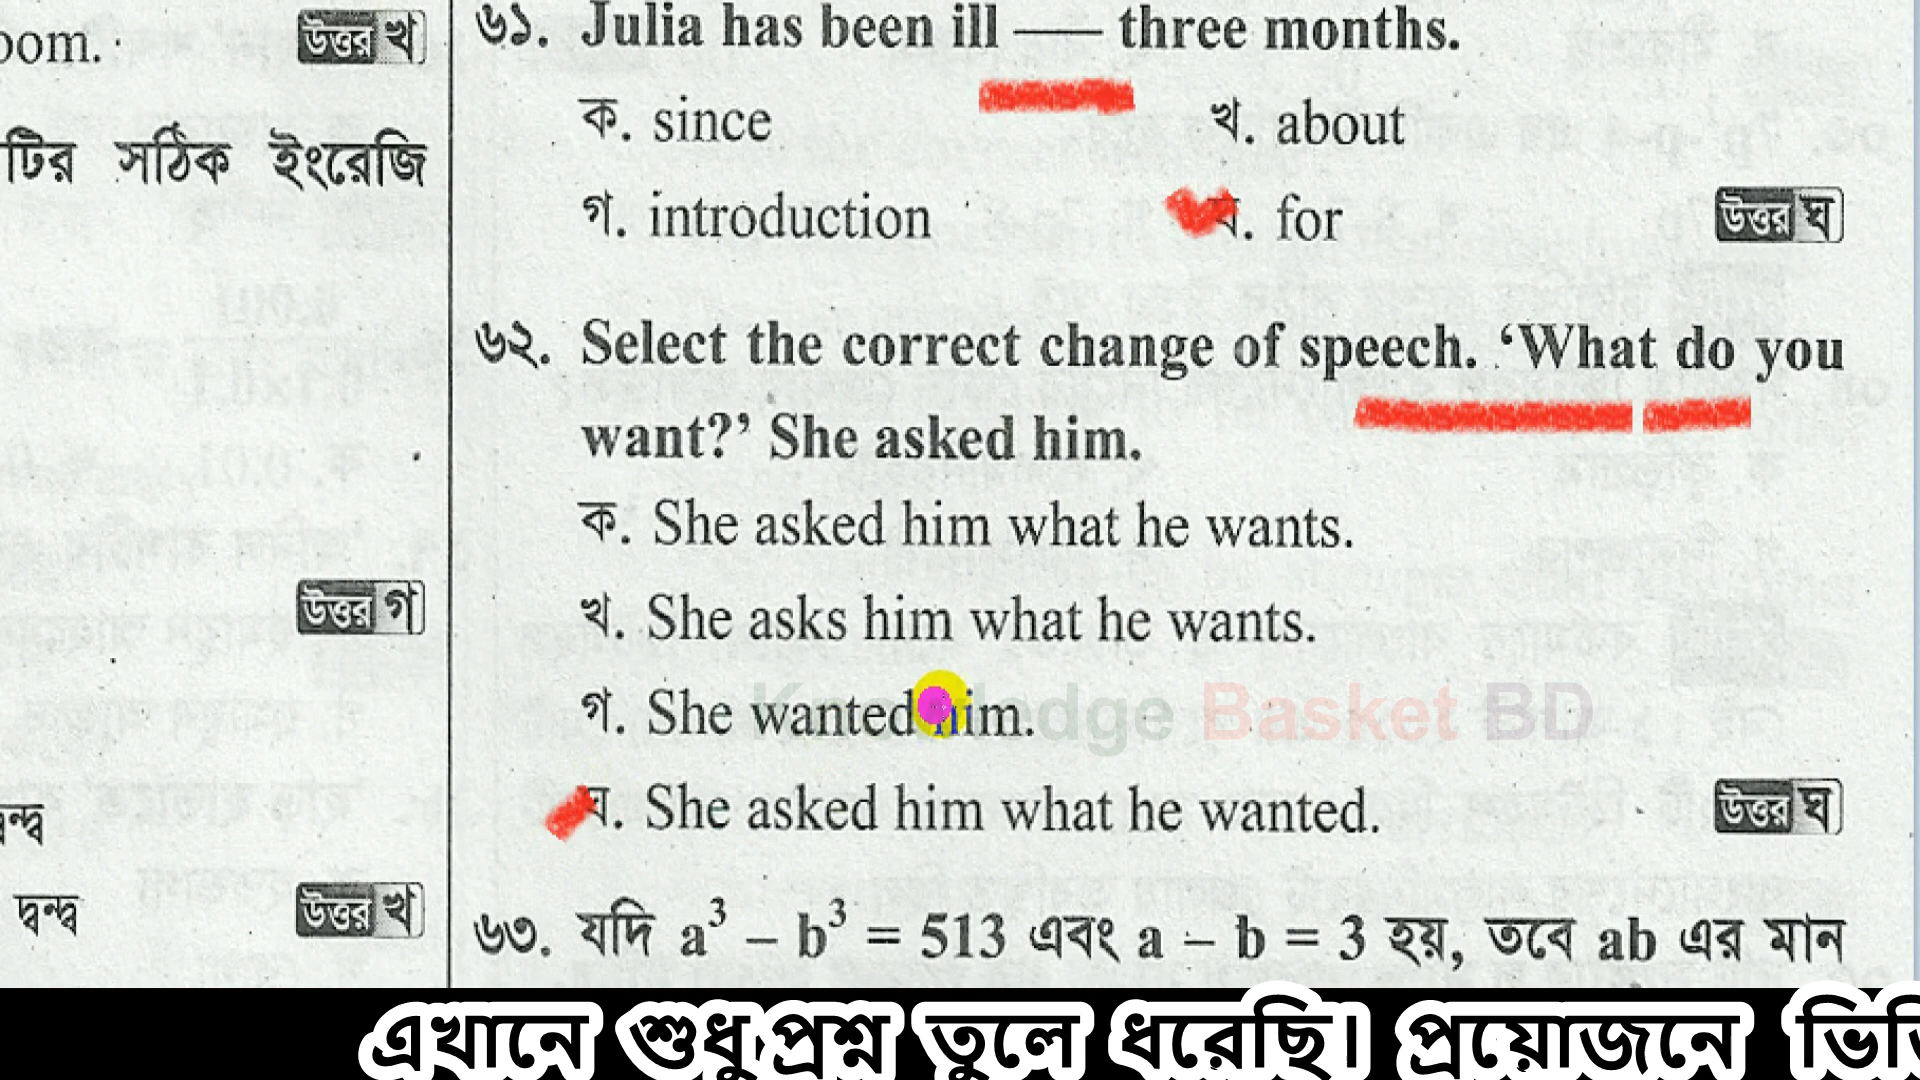 oom.
উত্তর খ
টির সঠিক ইংরেজি
উত্তর গ
ন্দ্ব
দ্বন্দ্ব
উত্তর খ
৬১. Julia has been ill —— three months.
ক. since খ. about
গ. introduction ঘ. for উত্তর ঘ
৬২. Select the correct change of speech. ‘What do you
want?’ She asked him.
ক. She asked him what he wants.
খ. She asks him what he wants.
গ. She wanted him.
Knowledge Basket BD
ঘ. She asked him what he wanted. উত্তর ঘ
৬৩. যদি a³ – b³ = 513 এবং a – b = 3 হয়, তবে ab এর মান
এখানে শুধু প্রশ্ন তুলে ধরেছি। প্রয়োজনে ভিডি